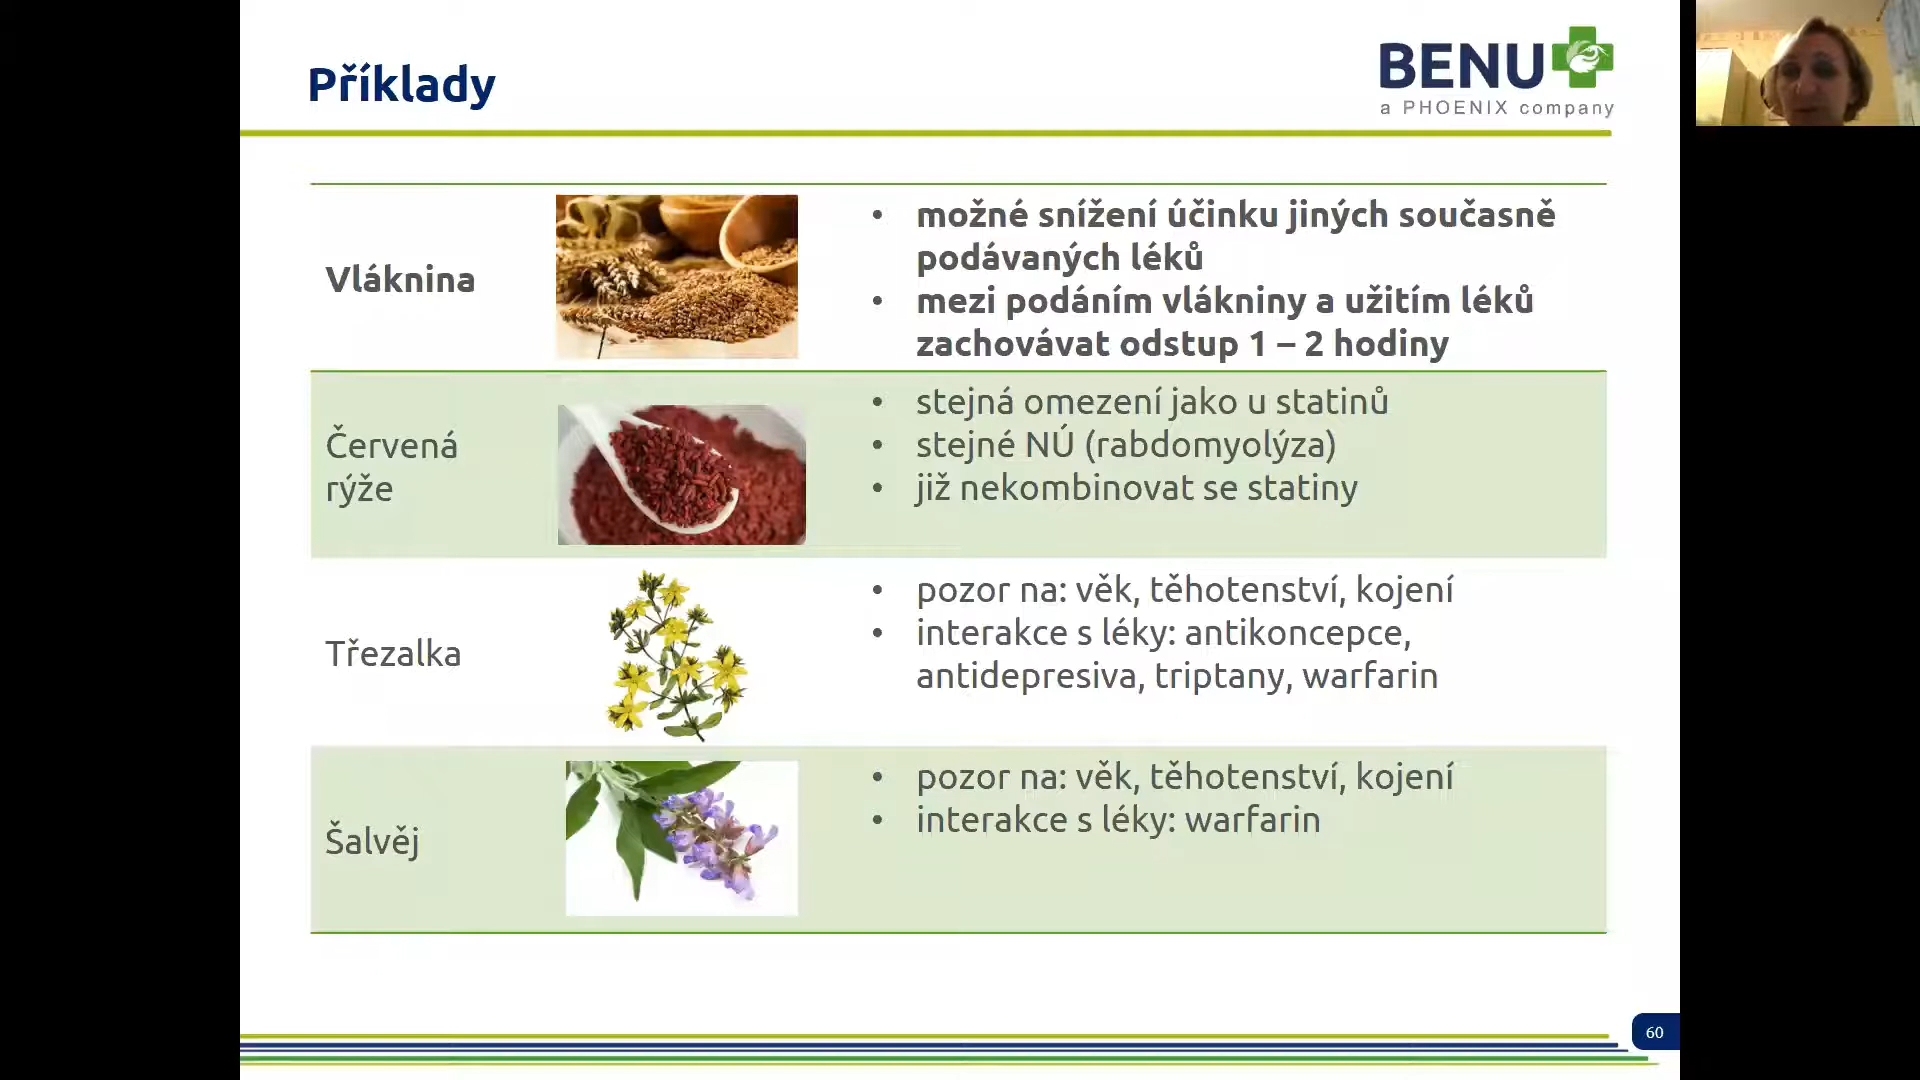 Příklady
BENU
a PHOENIX company
Vláknina
• možné snížení účinku jiných současně
podávaných léků
• mezi podáním vlákniny a užitím léků
zachovávat odstup 1 – 2 hodiny
Červená
rýže
• stejná omezení jako u statinů
• stejné NÚ (rabdomyolýza)
• již nekombinovat se statiny
Třezalka
• pozor na: věk, těhotenství, kojení
• interakce s léky: antikoncepce,
antidepresiva, triptany, warfarin
Šalvěj
• pozor na: věk, těhotenství, kojení
• interakce s léky: warfarin
60